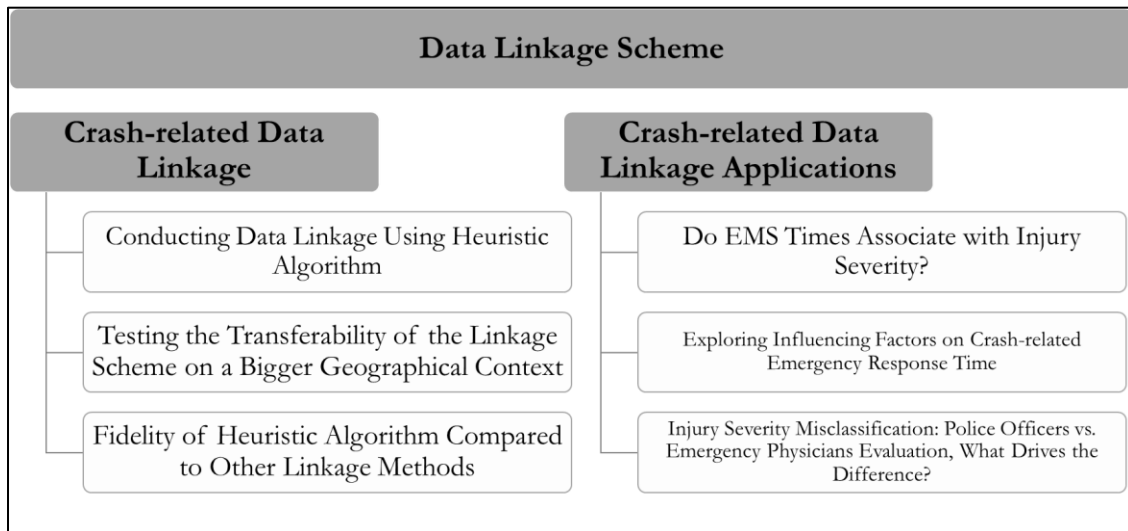 Data Linkage Scheme
Crash-related Data
Linkage
Conducting Data Linkage Using Heuristic
Algorithm
Testing the Transferability of the Linkage
Scheme on a Bigger Geographical Context
Fidelity of Heuristic Algorithm Compared
to Other Linkage Methods
Crash-related Data
Linkage Applications
Do EMS Times Associate with Injury
Severity?
Exploring Influencing Factors on Crash-related
Emergency Response Time
Injury Severity Misclassification: Police Officers vs.
Emergency Physicians Evaluation, What Drives the
Difference?